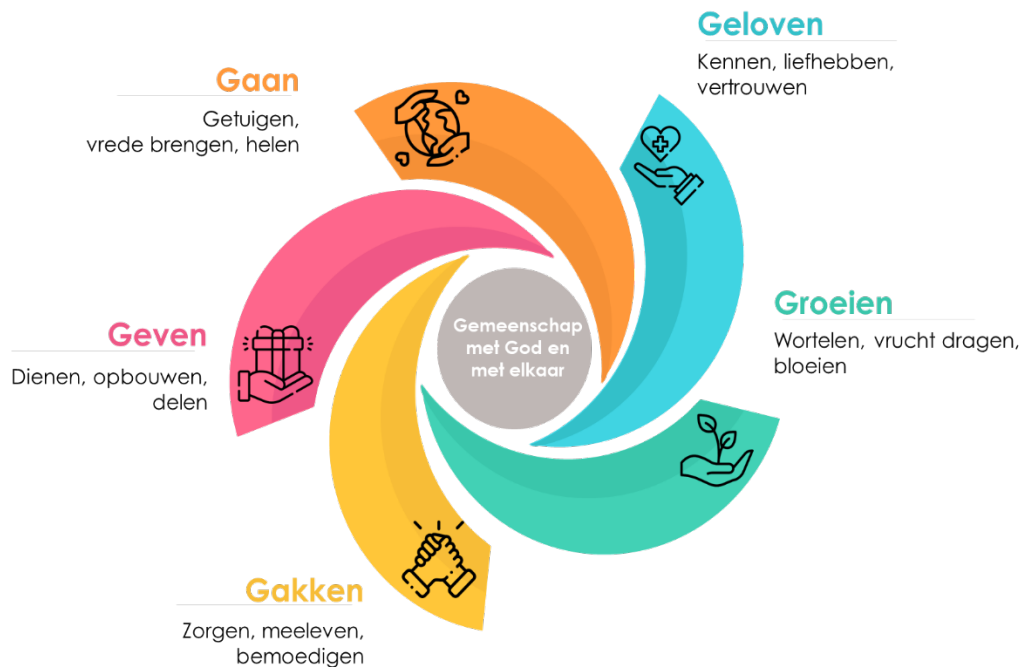 Geloven
Kennen, liefhebben,
vertrouwen
Groeien
Wortelen, vrucht dragen,
bloeien
Gakken
Zorgen, meeleven,
bemoedigen
Geven
Dienen, opbouwen,
delen
Gaan
Getuigen,
vrede brengen, helen
Gemeenschap
met God en
met elkaar